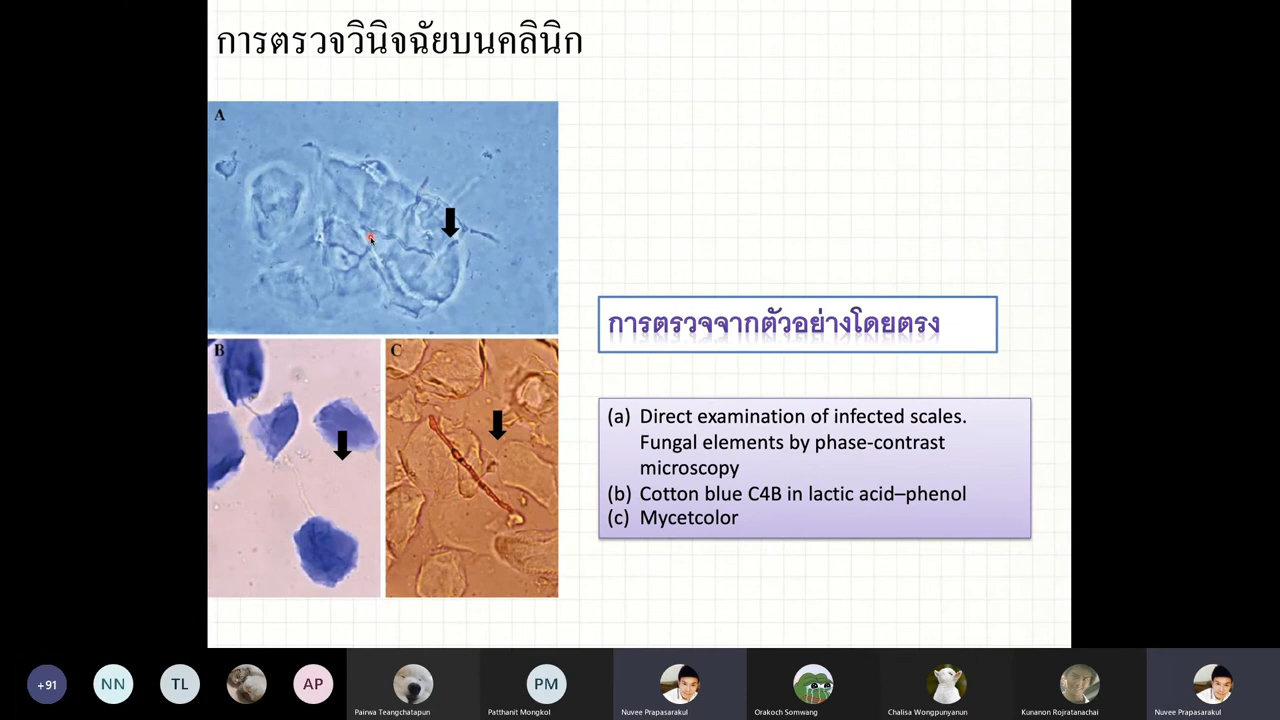 การตรวจวินิจฉัยบนคลินิก
A
B
C
การตรวจจากตัวอย่างโดยตรง
(a) Direct examination of infected scales.
Fungal elements by phase-contrast
microscopy
(b) Cotton blue C4B in lactic acid–phenol
(c) Mycetcolor
+91
NN
TL
AP
PM
Pairwa Teangchatapun
Patthanit Mongkol
Nuvee Prapasarakul
Orakoch Somwang
Chalisa Wongpunyanun
Kunanon Rojratanachai
Nuvee Prapasarakul